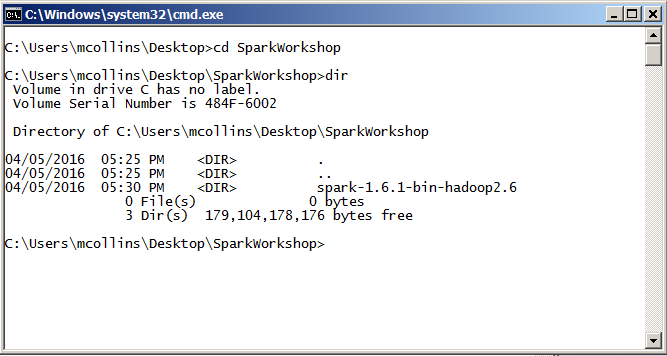 C:\Windows\system32\cmd.exe
C:\Users\mcollins\Desktop>cd SparkWorkshop
C:\Users\mcollins\Desktop\SparkWorkshop>dir
Volume in drive C has no label.
Volume Serial Number is 484F-6002
Directory of C:\Users\mcollins\Desktop\SparkWorkshop
04/05/2016  05:25 PM    <DIR>          .
04/05/2016  05:25 PM    <DIR>          ..
04/05/2016  05:30 PM    <DIR>          spark-1.6.1-bin-hadoop2.6
0 File(s)              0 bytes
3 Dir(s)  179,104,178,176 bytes free
C:\Users\mcollins\Desktop\SparkWorkshop>